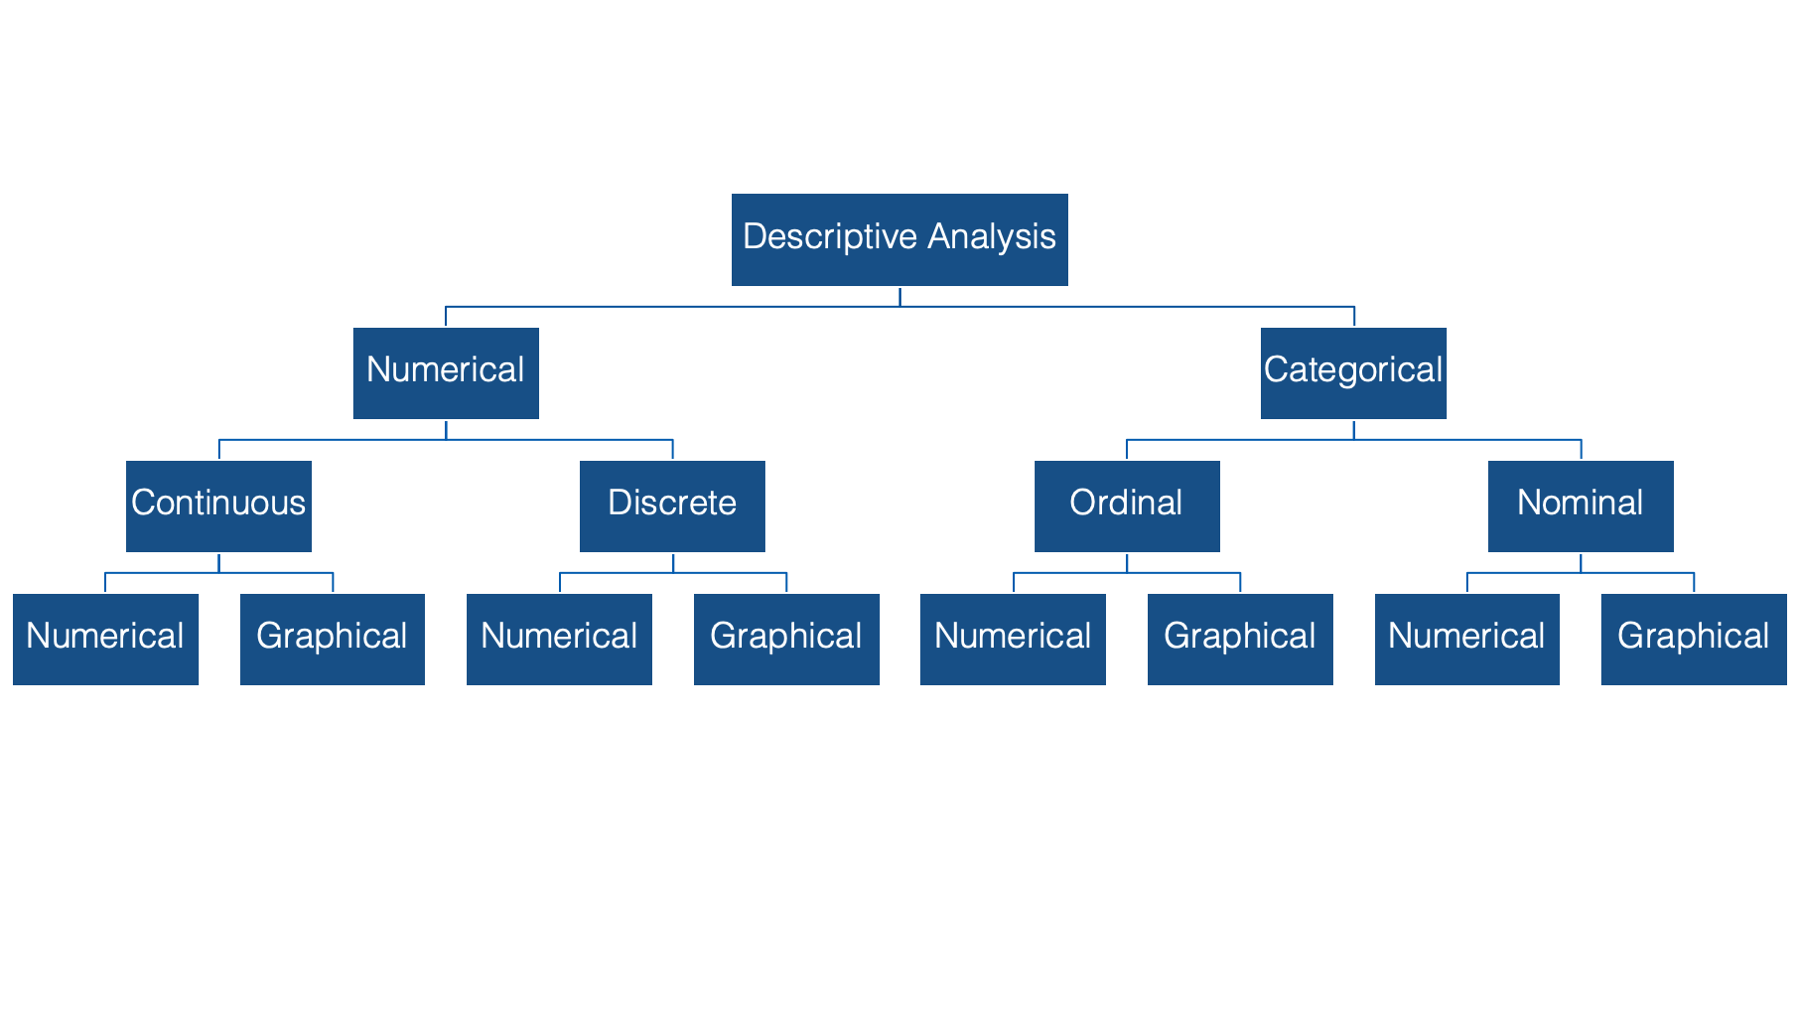 Descriptive Analysis
Numerical
Categorical
Continuous
Discrete
Ordinal
Nominal
Numerical
Graphical
Numerical
Graphical
Numerical
Graphical
Numerical
Graphical